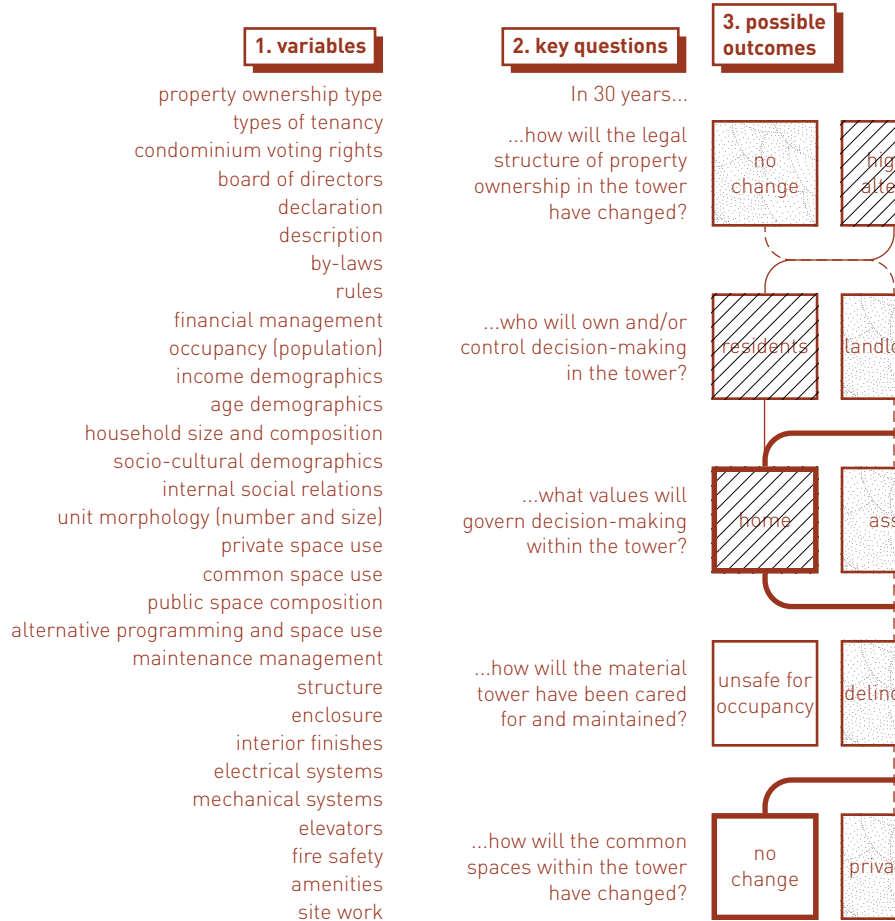 1. variables
property ownership type
types of tenancy
condominium voting rights
board of directors
declaration
description
by-laws
rules
financial management
occupancy (population)
income demographics
age demographics
household size and composition
socio-cultural demographics
internal social relations
unit morphology (number and size)
private space use
common space use
public space composition
alternative programming and space use
maintenance management
structure
enclosure
interior finishes
electrical systems
mechanical systems
elevators
fire safety
amenities
site work
2. key questions
In 30 years...
...how will the legal
structure of property
ownership in the tower
have changed?
...who will own and/or
control decision-making
in the tower?
...what values will
govern decision-making
within the tower?
...how will the material
tower have been cared
for and maintained?
...how will the common
spaces within the tower
have changed?
3. possible
outcomes
no
change
residents
home
unsafe for
occupancy
no
change